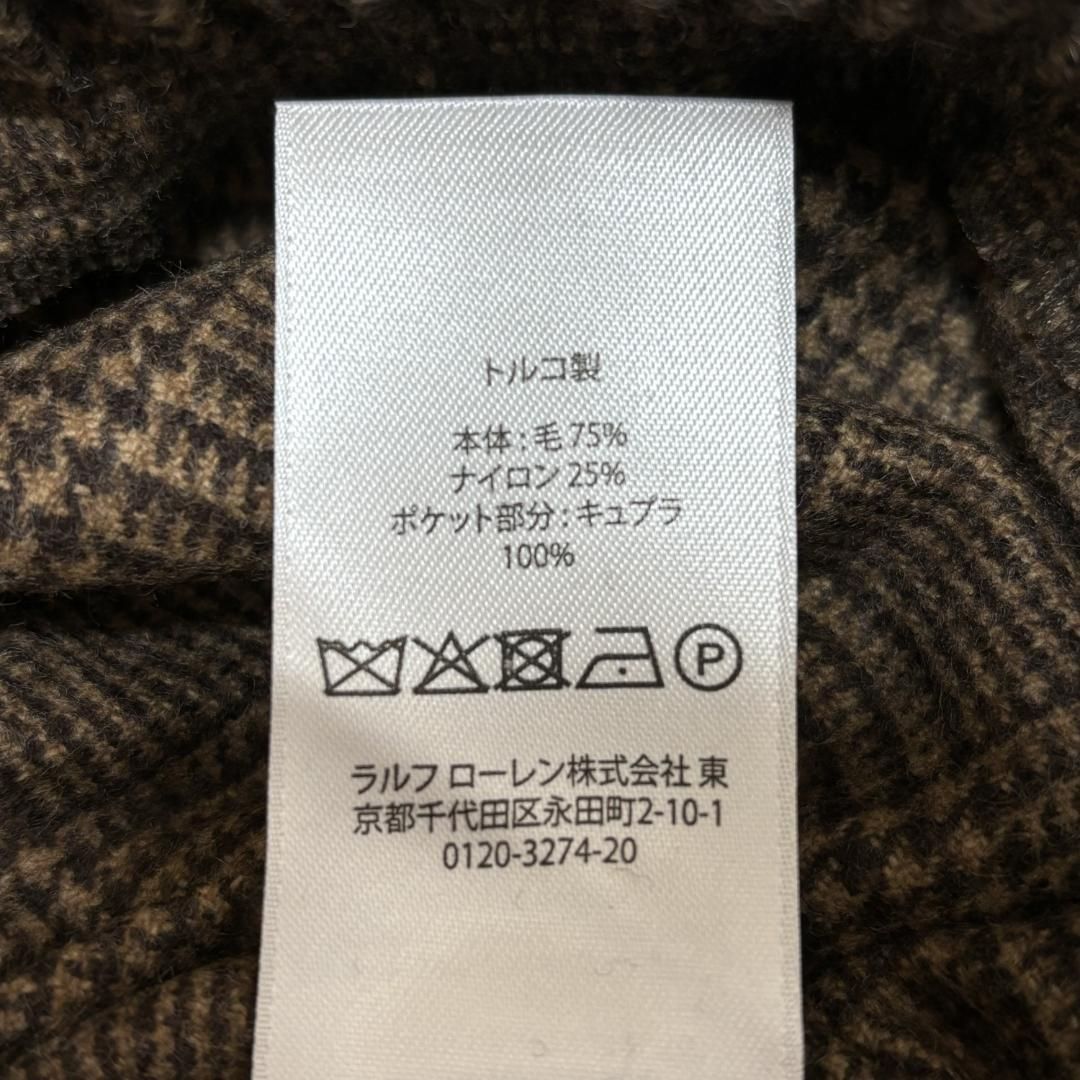 トルコ製
本体 : 毛 75%
ナイロン 25%
ポケット部分 : キュプラ
100%
P
ラルフ ローレン株式会社 東
京都千代田区永田町2-10-1
0120-3274-20